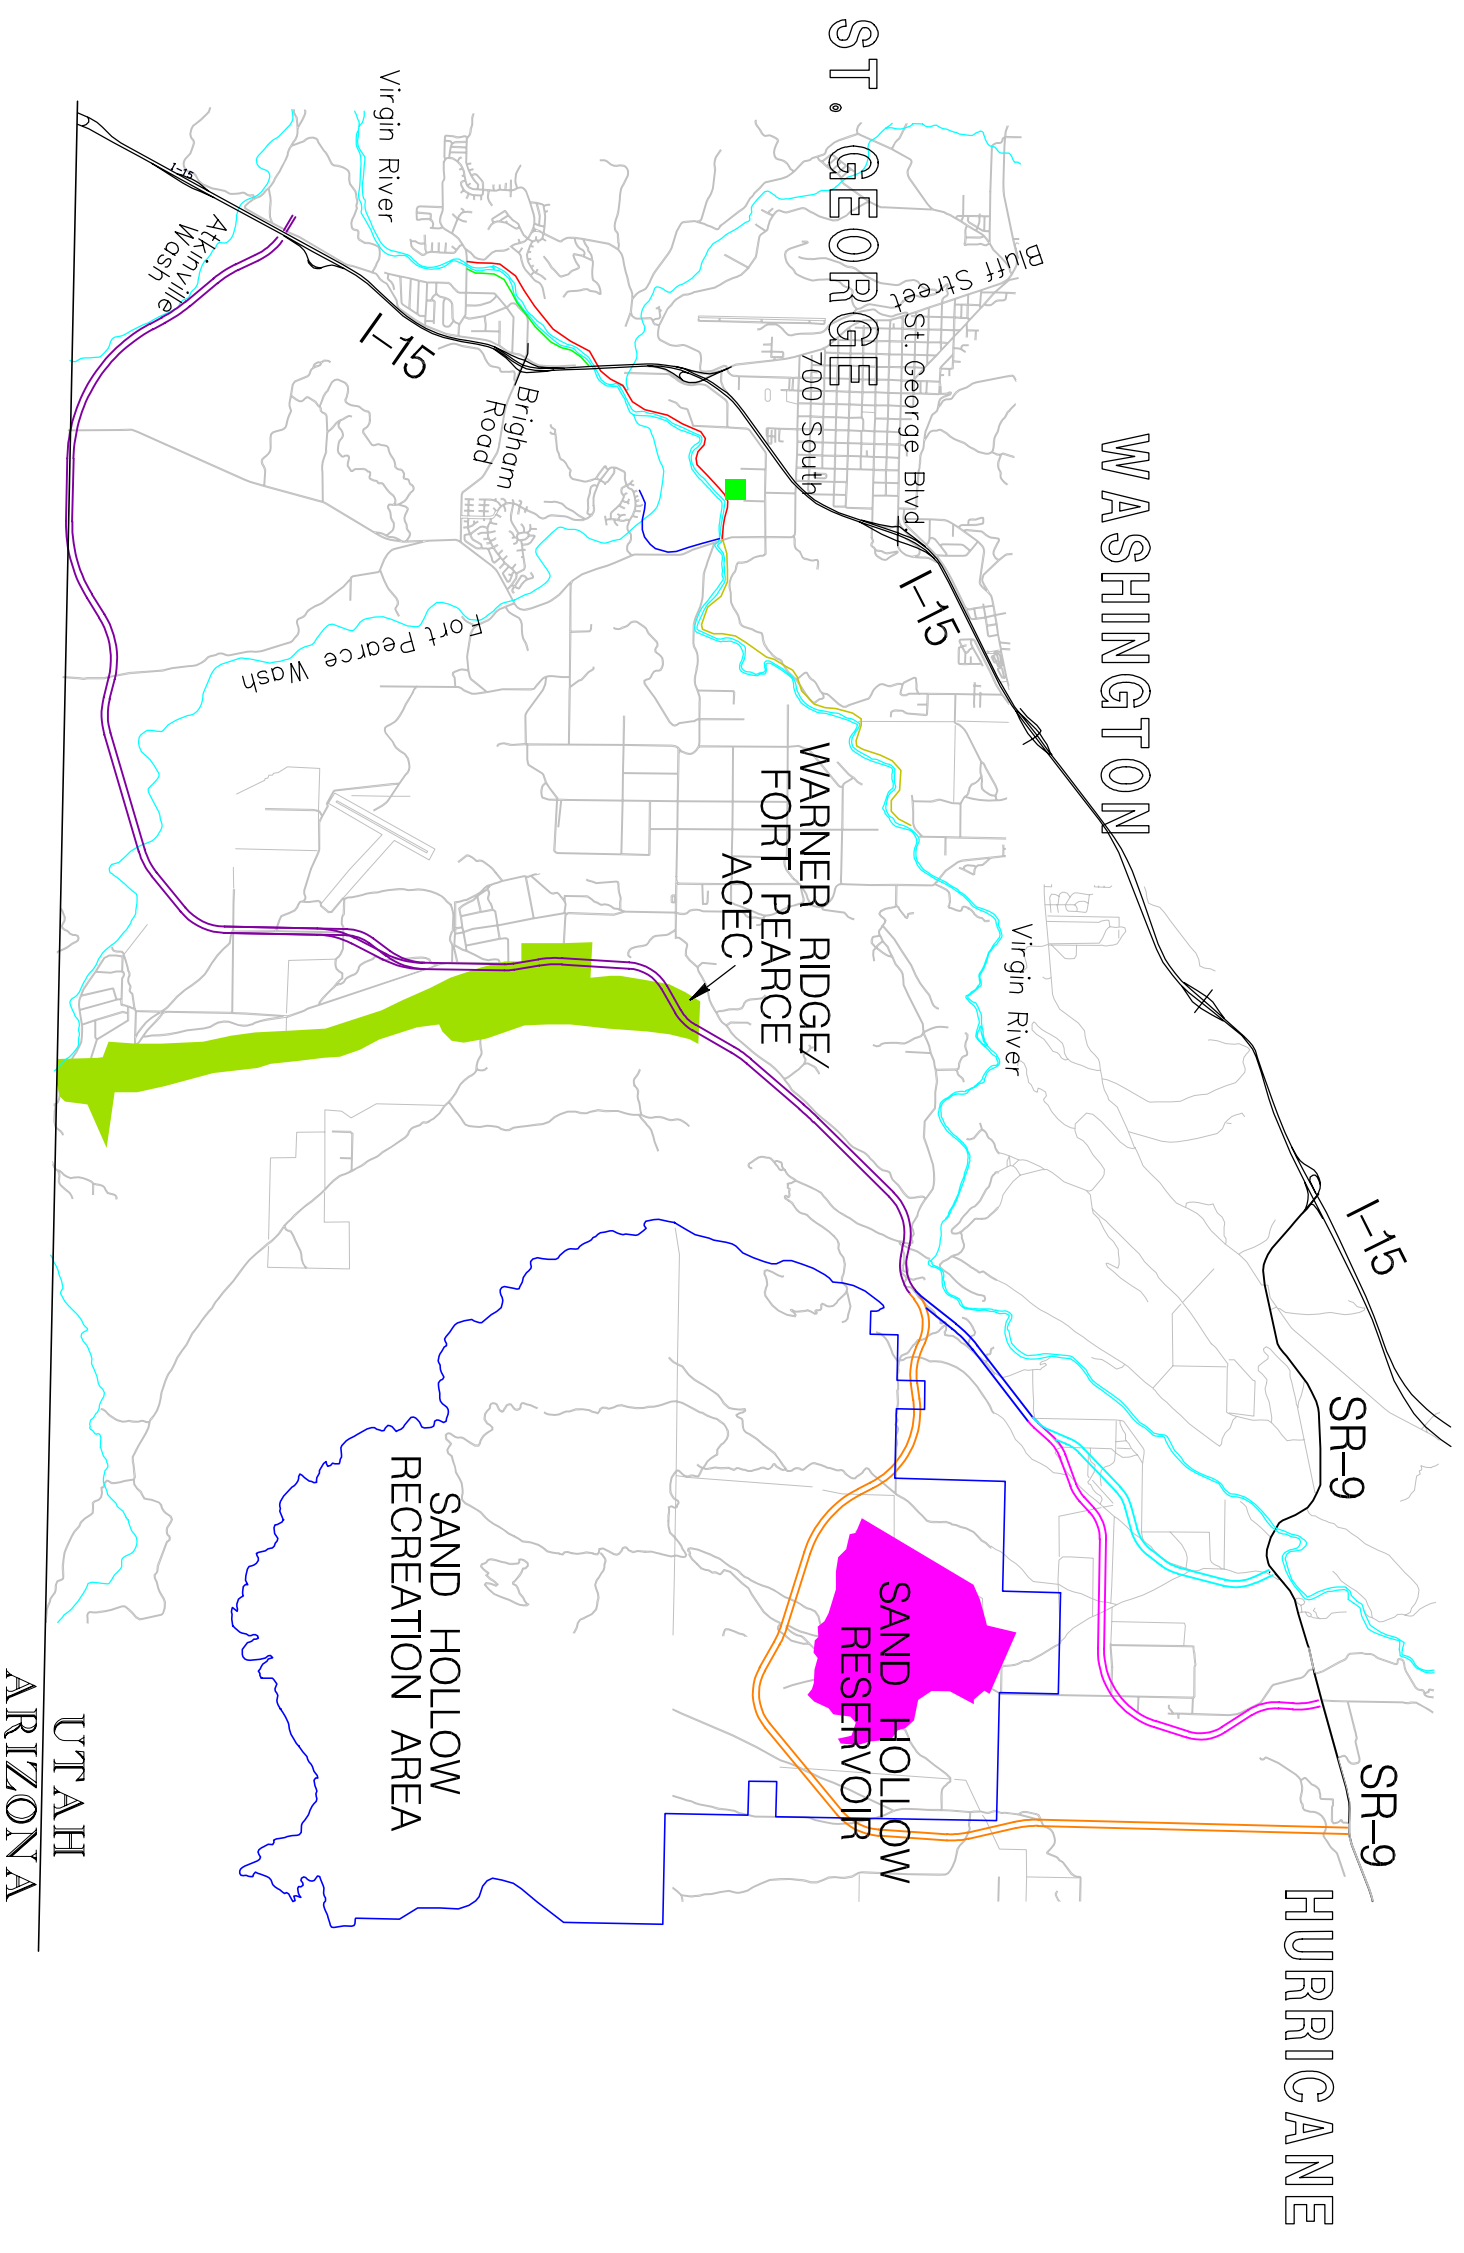 ST. GEORGE
WASHINGTON
HURRICANE
I-15
SR-9
SR-9
I-15
Bluff Street
St. George Blvd.
700 South
Virgin River
WARNER RIDGE/
FORT PEARCE
ACEC
SAND HOLLOW
RESERVOIR
Virgin River
I-15
I-15
Brigham
Road
Atkinville
Wash
Fort Pearce Wash
SAND HOLLOW
RECREATION AREA
UTAH
ARIZONA